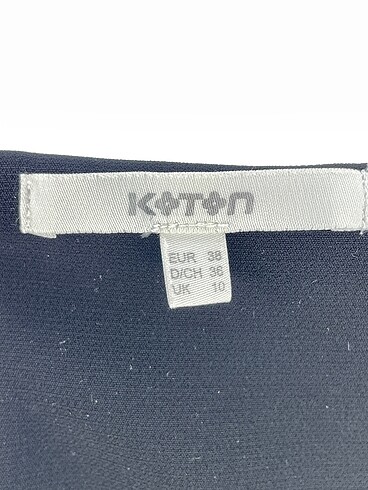 KOTON
EUR 38
D/CH 36
UK 10